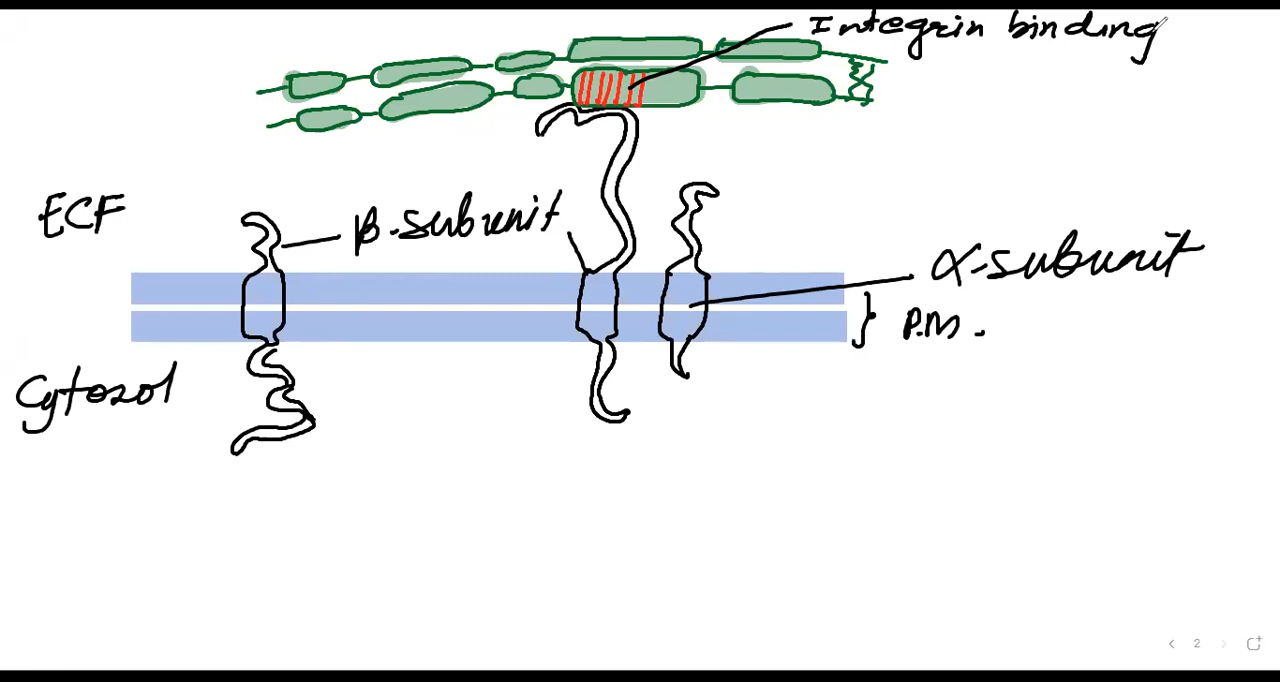 Integrin binding
ECF
β-subunit
α-subunit
P.M.
Cytosol
2